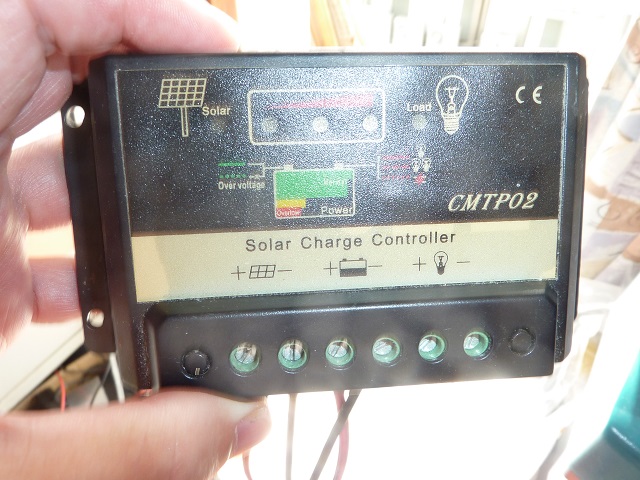 Solar
Load
CE
Over voltage
Power
CMTP02
Solar Charge Controller
+ − + − + −